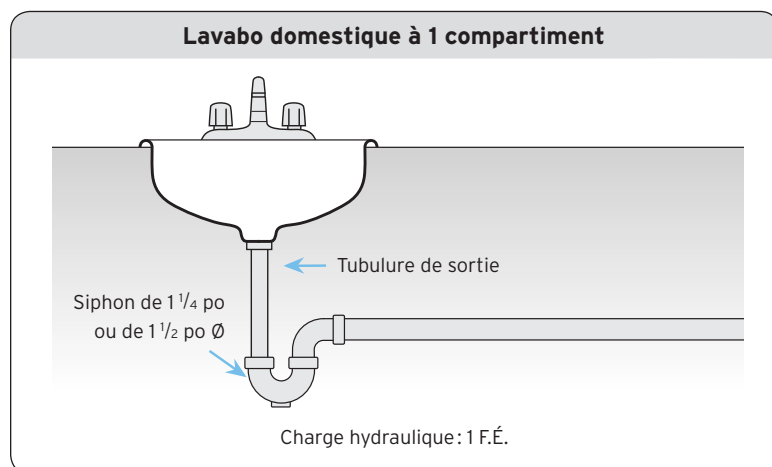 Lavabo domestique à 1 compartiment
Tubulure de sortie
Siphon de 1 1/4 po
ou de 1 1/2 po Ø
Charge hydraulique : 1 F.É.